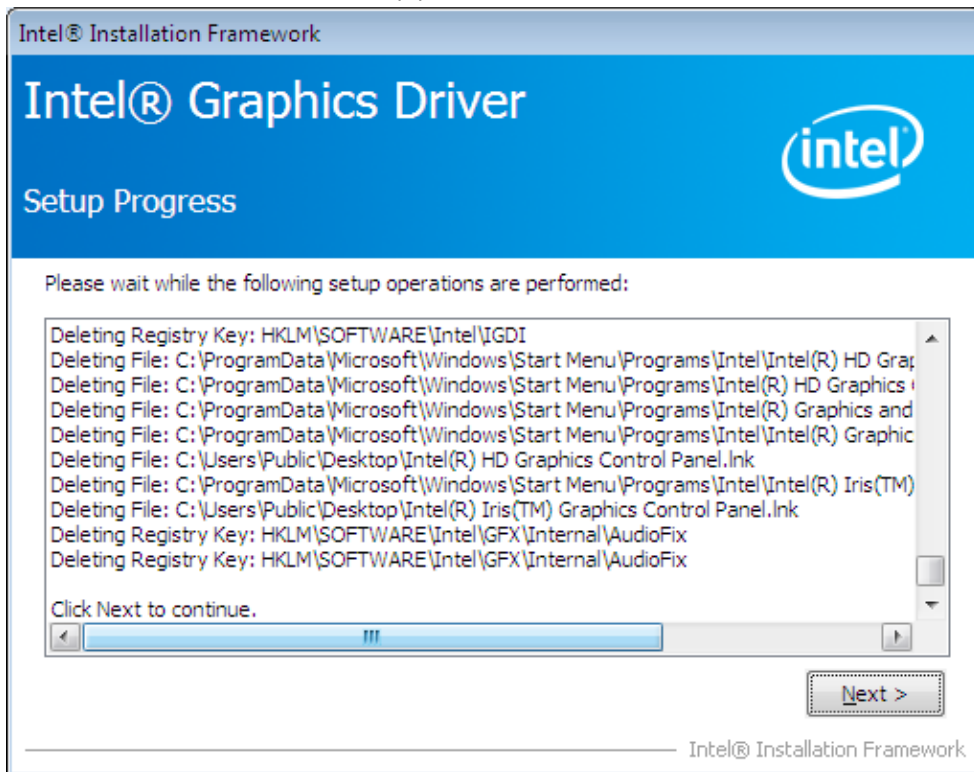 Intel® Installation Framework
Intel® Graphics Driver
intel
Setup Progress
Please wait while the following setup operations are performed:
Deleting Registry Key: HKLM\SOFTWARE\Intel\IGDI
Deleting File: C:\ProgramData\Microsoft\Windows\Start Menu\Programs\Intel\Intel(R) HD
Deleting File: C:\ProgramData\Microsoft\Windows\Start Menu\Programs\Intel(R) HD Graphics
Deleting File: C:\ProgramData\Microsoft\Windows\Start Menu\Programs\Intel(R) Graphics and
Deleting File: C:\ProgramData\Microsoft\Windows\Start Menu\Programs\Intel\Intel(R) Graphic
Deleting File: C:\Users\Public\Desktop\Intel(R) HD Graphics Control Panel.lnk
Deleting File: C:\ProgramData\Microsoft\Windows\Start Menu\Programs\Intel\Intel(R) Iris(TM)
Deleting File: C:\Users\Public\Desktop\Intel(R) Iris(TM) Graphics Control Panel.lnk
Deleting Registry Key: HKLM\SOFTWARE\Intel\GFX\Internal\AudioFix
Deleting Registry Key: HKLM\SOFTWARE\Intel\GFX\Internal\AudioFix
Click Next to continue.
Next >
Intel® Installation Framework